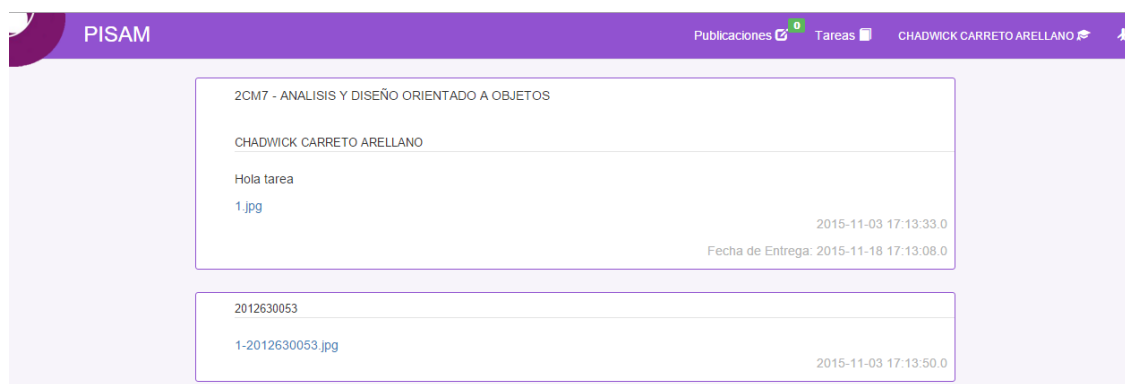 PISAM
Publicaciones 0 Tareas CHADWICK CARRETO ARELLANO
2CM7 - ANALISIS Y DISEÑO ORIENTADO A OBJETOS
CHADWICK CARRETO ARELLANO
Hola tarea
1.jpg
2015-11-03 17:13:33.0
Fecha de Entrega: 2015-11-18 17:13:08.0
2012630053
1-2012630053.jpg
2015-11-03 17:13:50.0